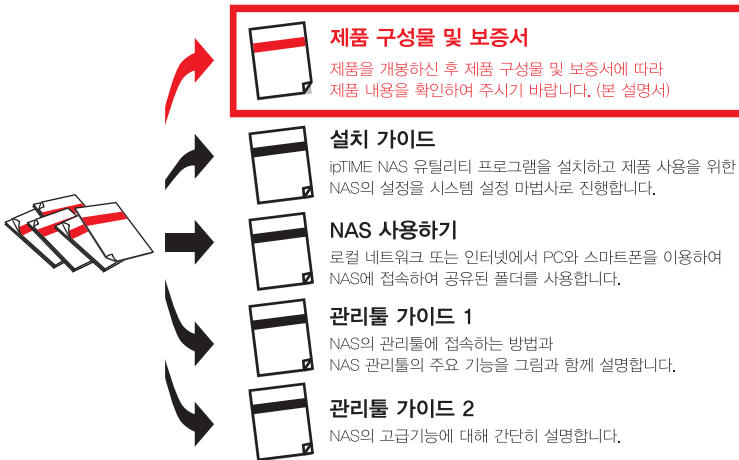 제품 구성물 및 보증서
제품을 개봉하신 후 제품 구성물 및 보증서에 따라
제품 내용을 확인하여 주시기 바랍니다. (본 설명서)
설치 가이드
ipTIME NAS 유틸리티 프로그램을 설치하고 제품 사용을 위한
NAS의 설정을 시스템 설정 마법사로 진행합니다.
NAS 사용하기
로컬 네트워크 또는 인터넷에서 PC와 스마트폰을 이용하여
NAS에 접속하여 공유된 폴더를 사용합니다.
관리툴 가이드 1
NAS의 관리툴에 접속하는 방법과
NAS 관리툴의 주요 기능을 그림과 함께 설명합니다.
관리툴 가이드 2
NAS의 고급기능에 대해 간단히 설명합니다.